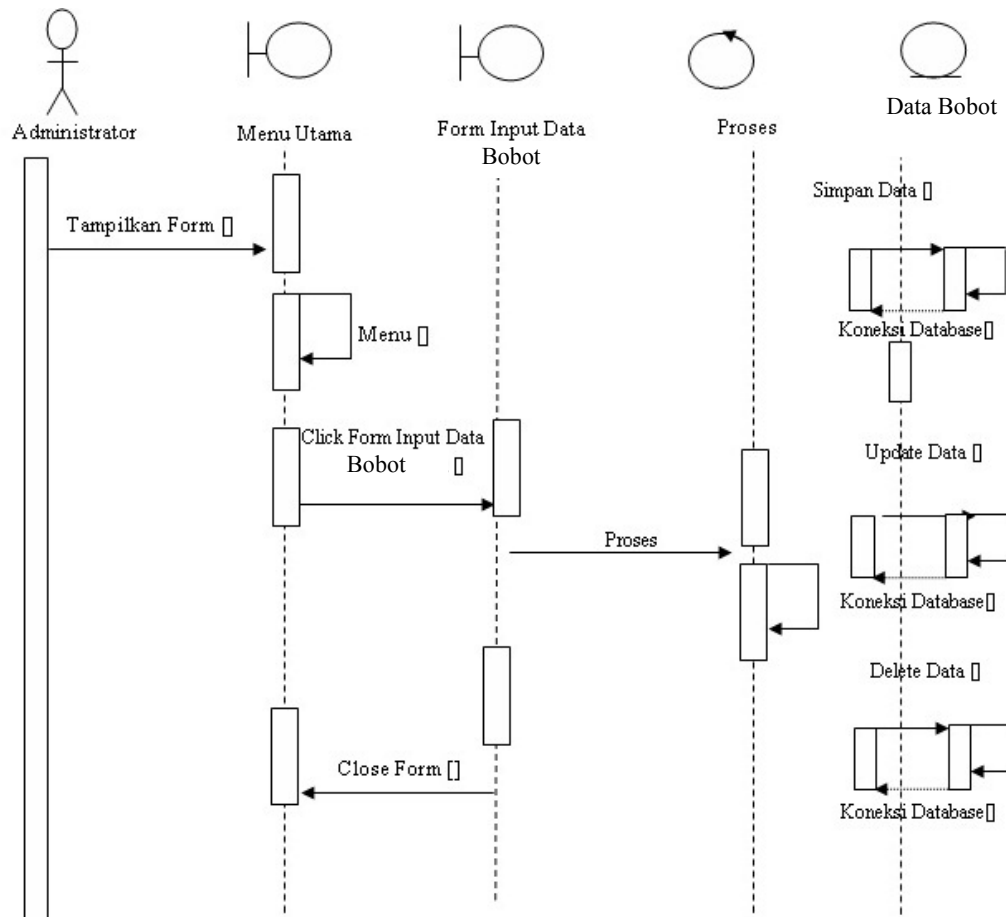 Administrator
Menu Utama
Form Input Data
Bobot
Proses
Data Bobot
Simpan Data []
Tampilkan Form []
Koneksi Database[]
Menu []
Click Form Input Data
Bobot []
Update Data []
Proses
Koneksi Database[]
Delete Data []
Close Form []
Koneksi Database[]